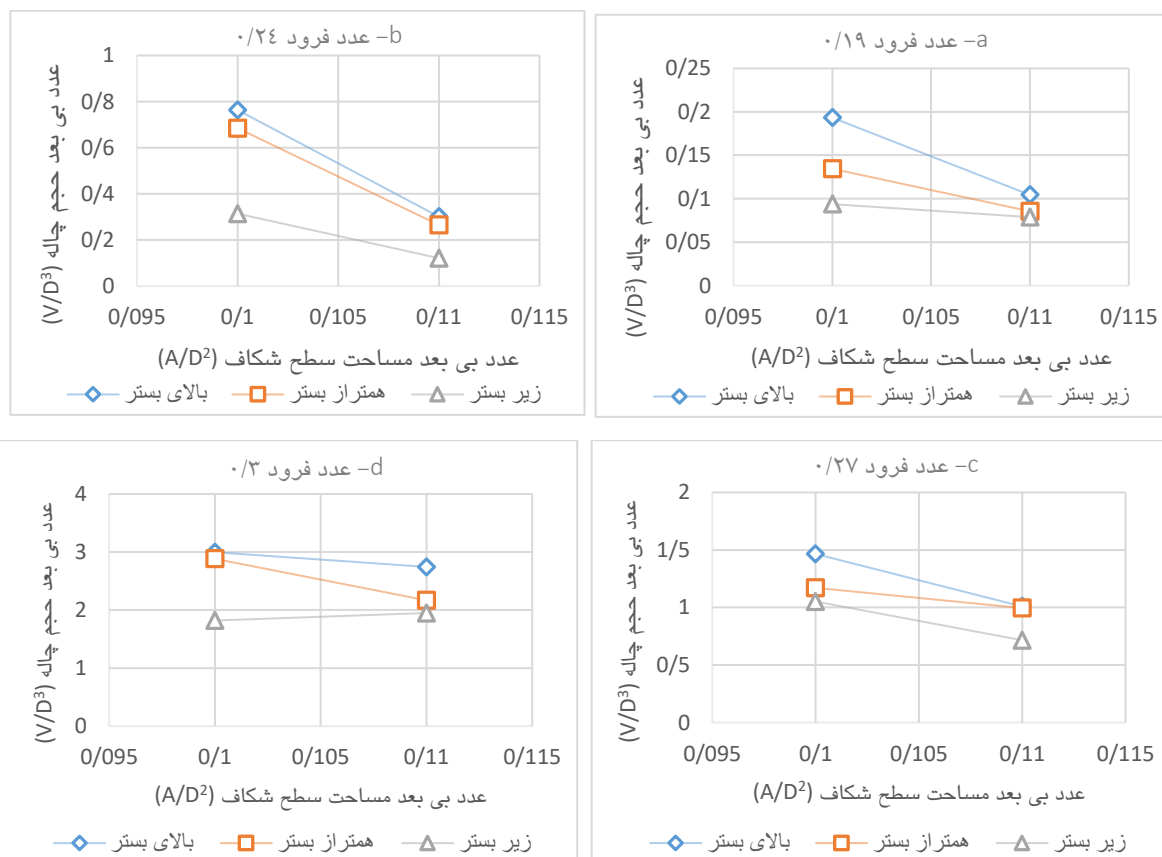 a- عدد فرود ۰/۱۹
عدد بی بعد حجم چاله (V/D³)
0/25
0/2
0/15
0/1
0/05
0
0/095 0/1 0/105 0/11 0/115
عدد بی بعد مساحت سطح شکاف (A/D²)
بالای بستر همتراز بستر زیر بستر
b- عدد فرود ۰/۲٤
عدد بی بعد حجم چاله (V/D³)
1
0/8
0/6
0/4
0/2
0
0/095 0/1 0/105 0/11 0/115
عدد بی بعد مساحت سطح شکاف (A/D²)
بالای بستر همتراز بستر زیر بستر
c- عدد فرود ۰/۲۷
عدد بی بعد حجم چاله (V/D³)
2
1/5
1
0/5
0
0/095 0/1 0/105 0/11 0/115
عدد بی بعد مساحت سطح شکاف (A/D²)
بالای بستر همتراز بستر زیر بستر
d- عدد فرود ۰/۳
عدد بی بعد حجم چاله (V/D³)
4
3
2
1
0
0/095 0/1 0/105 0/11 0/115
عدد بی بعد مساحت سطح شکاف (A/D²)
بالای بستر همتراز بستر زیر بستر